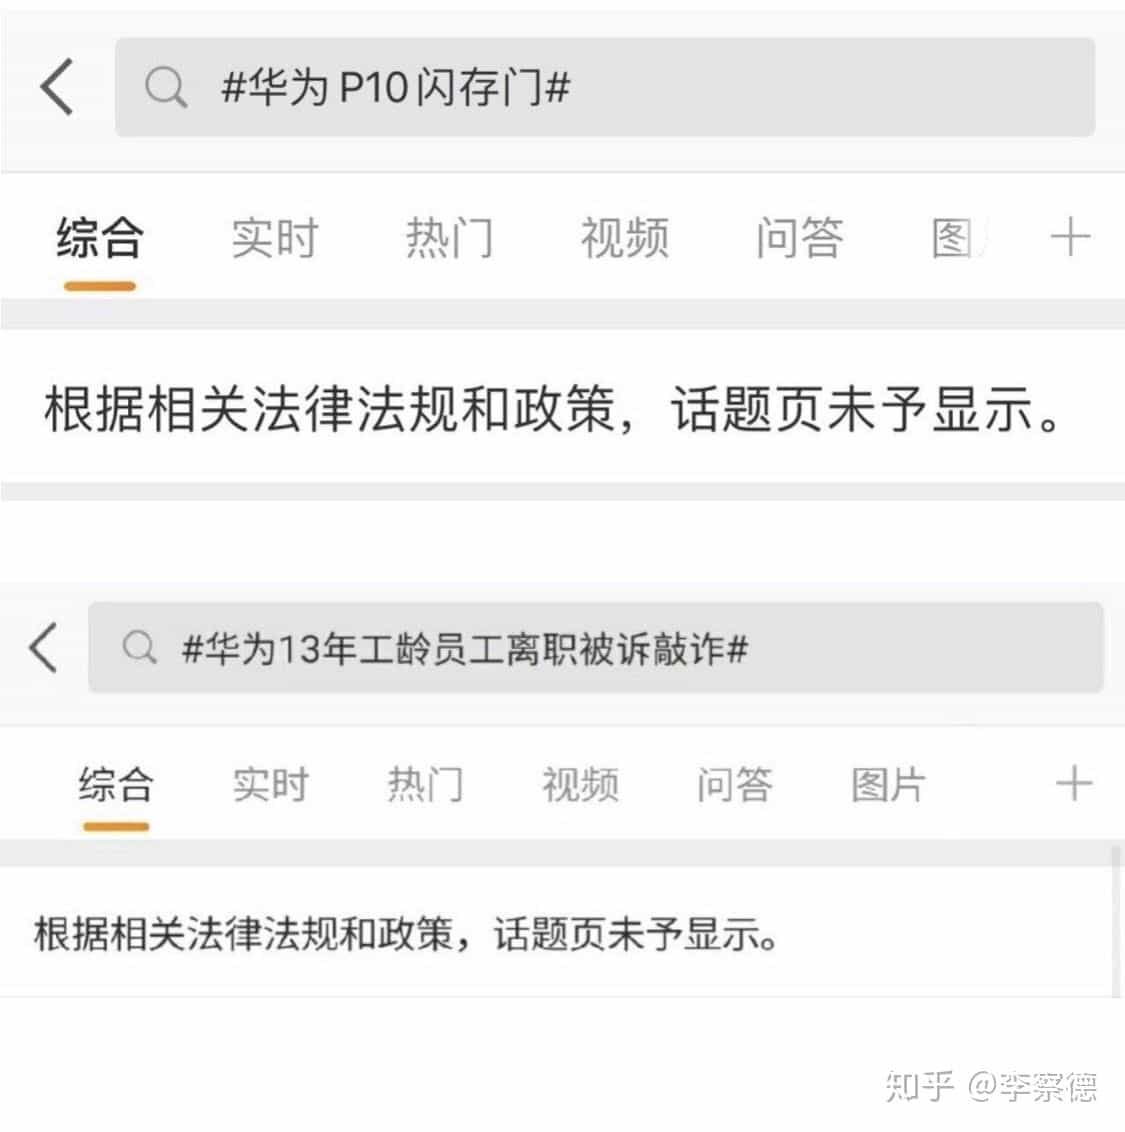 #华为 P10闪存门#
综合 实时 热门 视频 问答 图
根据相关法律法规和政策，话题页未予显示。
#华为13年工龄员工离职被诉敲诈#
综合 实时 热门 视频 问答 图片
根据相关法律法规和政策，话题页未予显示。
知乎 @李察德